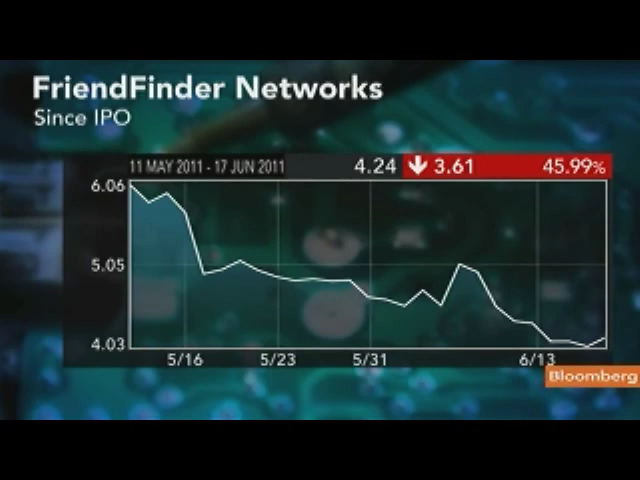 FriendFinder Networks
Since IPO
11 MAY 2011 - 17 JUN 2011 4.24 3.61 45.99%
6.06
5.05
4.03
5/16 5/23 5/31 6/13
Bloomberg